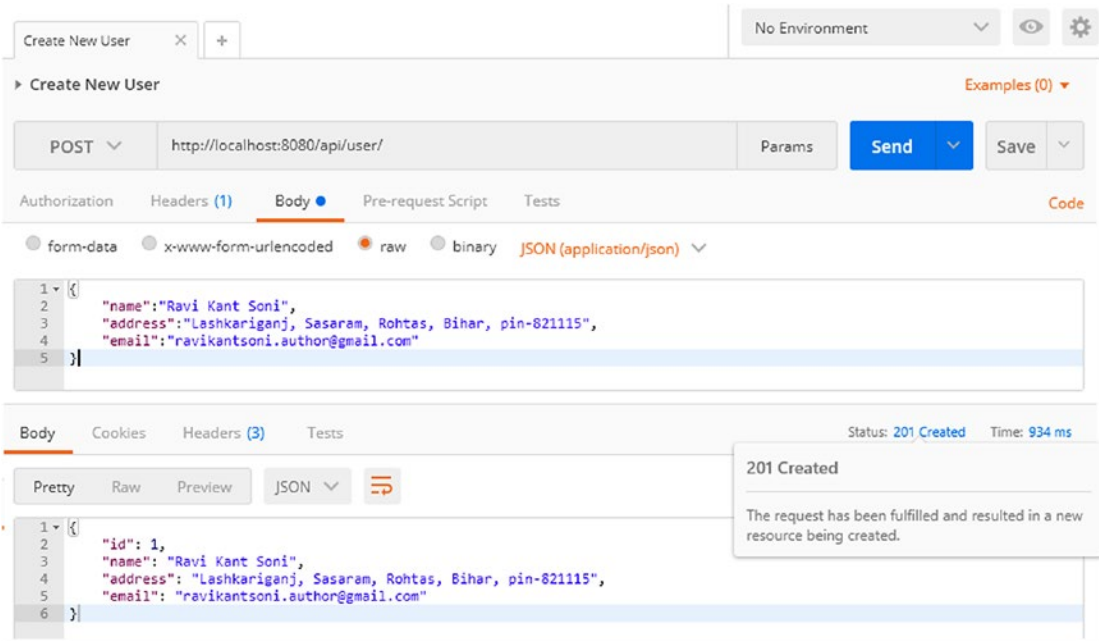 Create New User × +
No Environment
Create New User
Examples (0)
POST http://localhost:8080/api/user/ Params Send Save
Authorization Headers (1) Body Pre-request Script Tests Code
form-data x-www-form-urlencoded raw binary JSON (application/json)
1 {
2 "name":"Ravi Kant Soni",
3 "address":"Lashkariganj, Sasaram, Rohtas, Bihar, pin-821115",
4 "email":"ravikantsoni.author@gmail.com"
5 }
Body Cookies Headers (3) Tests Status: 201 Created Time: 934 ms
201 Created
The request has been fulfilled and resulted in a new
resource being created.
Pretty Raw Preview JSON
1 {
2 "id": 1,
3 "name": "Ravi Kant Soni",
4 "address": "Lashkariganj, Sasaram, Rohtas, Bihar, pin-821115",
5 "email": "ravikantsoni.author@gmail.com"
6 }